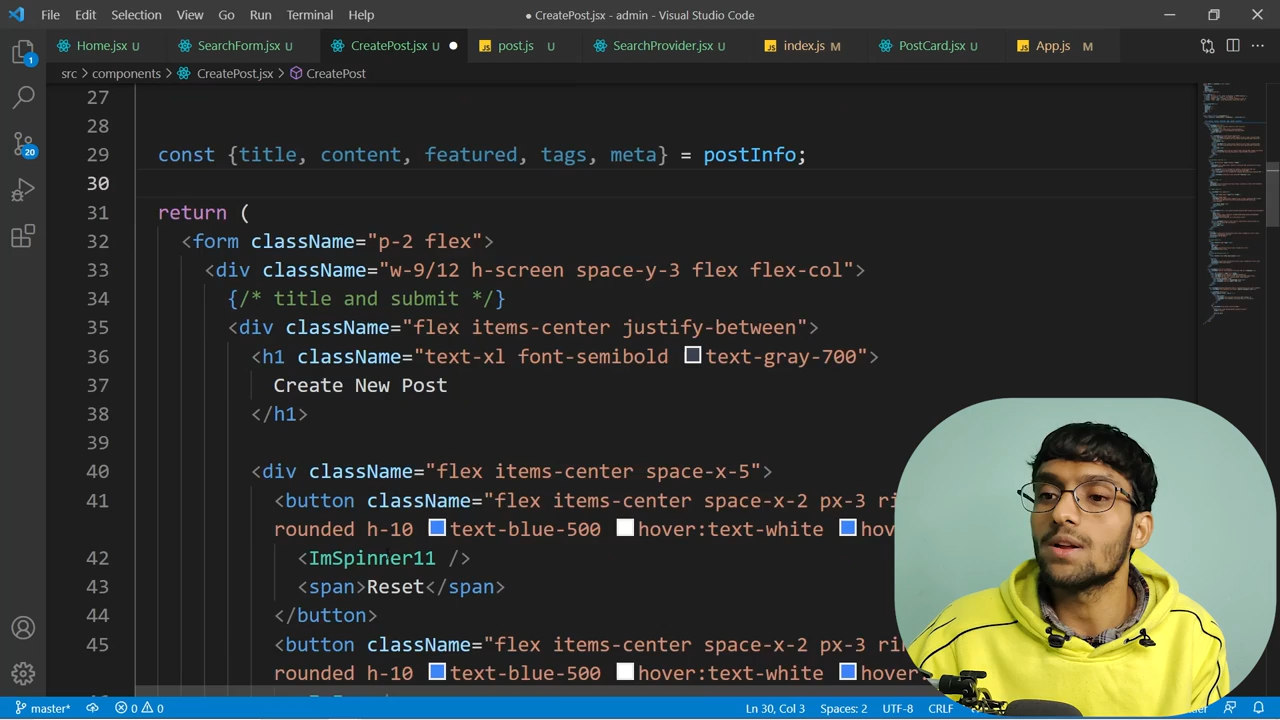 File Edit Selection View Go Run Terminal Help
● CreatePost.jsx - admin - Visual Studio Code
Home.jsx U
SearchForm.jsx U
CreatePost.jsx U
post.js U
SearchProvider.jsx U
index.js M
PostCard.jsx U
App.js M
src > components > CreatePost.jsx > CreatePost
27
28
29 const {title, content, featured, tags, meta} = postInfo;
30
31 return (
32 <form className="p-2 flex">
33 <div className="w-9/12 h-screen space-y-3 flex flex-col">
34 {/* title and submit */}
35 <div className="flex items-center justify-between">
36 <h1 className="text-xl font-semibold text-gray-700">
37 Create New Post
38 </h1>
39
40 <div className="flex items-center space-x-5">
41 <button className="flex items-center space-x-2 px-3
rounded h-10 text-blue-500 hover:text-white
42 <ImSpinner11 />
43 <span>Reset</span>
44 </button>
45 <button className="flex items-center space-x-2 px-3
rounded h-10 text-blue-500 hover:text-white
1
20
master* 0 0 Ln 30, Col 3 Spaces: 2 UTF-8 CRLF